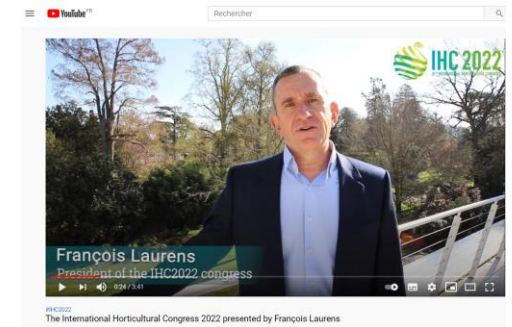 YouTube FR
Rechercher
IHC 2022
François Laurens
President of the IHC2022 congress
0:24 / 3:41
#IHC2022
The International Horticultural Congress 2022 presented by François Laurens